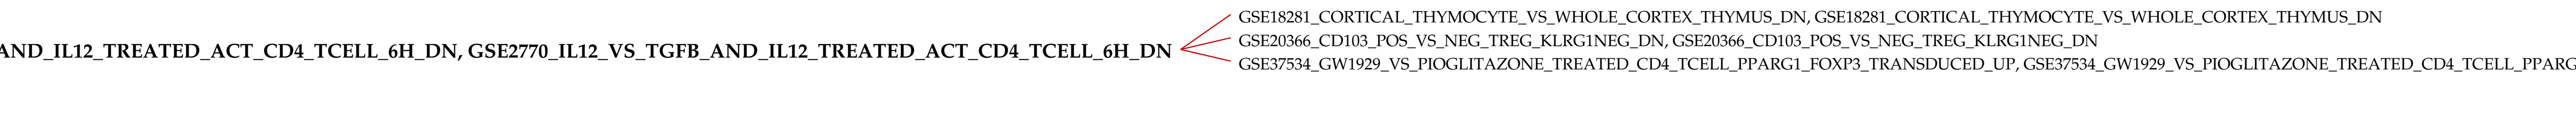 GSE18281_CORTICAL_THYMOCYTE_VS_WHOLE_CORTEX_THYMUS_DN, GSE18281_CORTICAL_THYMOCYTE_VS_WHOLE_CORTEX_THYMUS_DN
GSE20366_CD103_POS_VS_NEG_TREG_KLRG1NEG_DN, GSE20366_CD103_POS_VS_NEG_TREG_KLRG1NEG_DN
AND_IL12_TREATED_ACT_CD4_TCELL_6H_DN, GSE2770_IL12_VS_TGFB_AND_IL12_TREATED_ACT_CD4_TCELL_6H_DN
GSE37534_GW1929_VS_PIOGLITAZONE_TREATED_CD4_TCELL_PPARG1_FOXP3_TRANSDUCED_UP, GSE37534_GW1929_VS_PIOGLITAZONE_TREATED_CD4_TCELL_PPARG